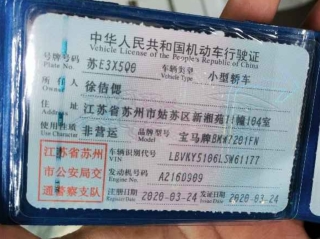 中华人民共和国机动车行驶证
Vehicle License of the People's Republic of China
号牌号码 Plate No. 苏E3X5Q0 车辆类型 Vehicle Type 小型轿车
所有人 Owner 徐佶偲
住址 Address 江苏省苏州市姑苏区新湘苑11幢104室
使用性质 Use Character 非营运 品牌型号 Model 宝马牌BMW7201FN
江苏省苏州市公安局交通警察支队
车辆识别代号 VIN LBVKY5106LSW61177
发动机号码 Engine No. A2160909
注册日期 Register Date 2020-03-24 发证日期 Issue Date 2020-03-24